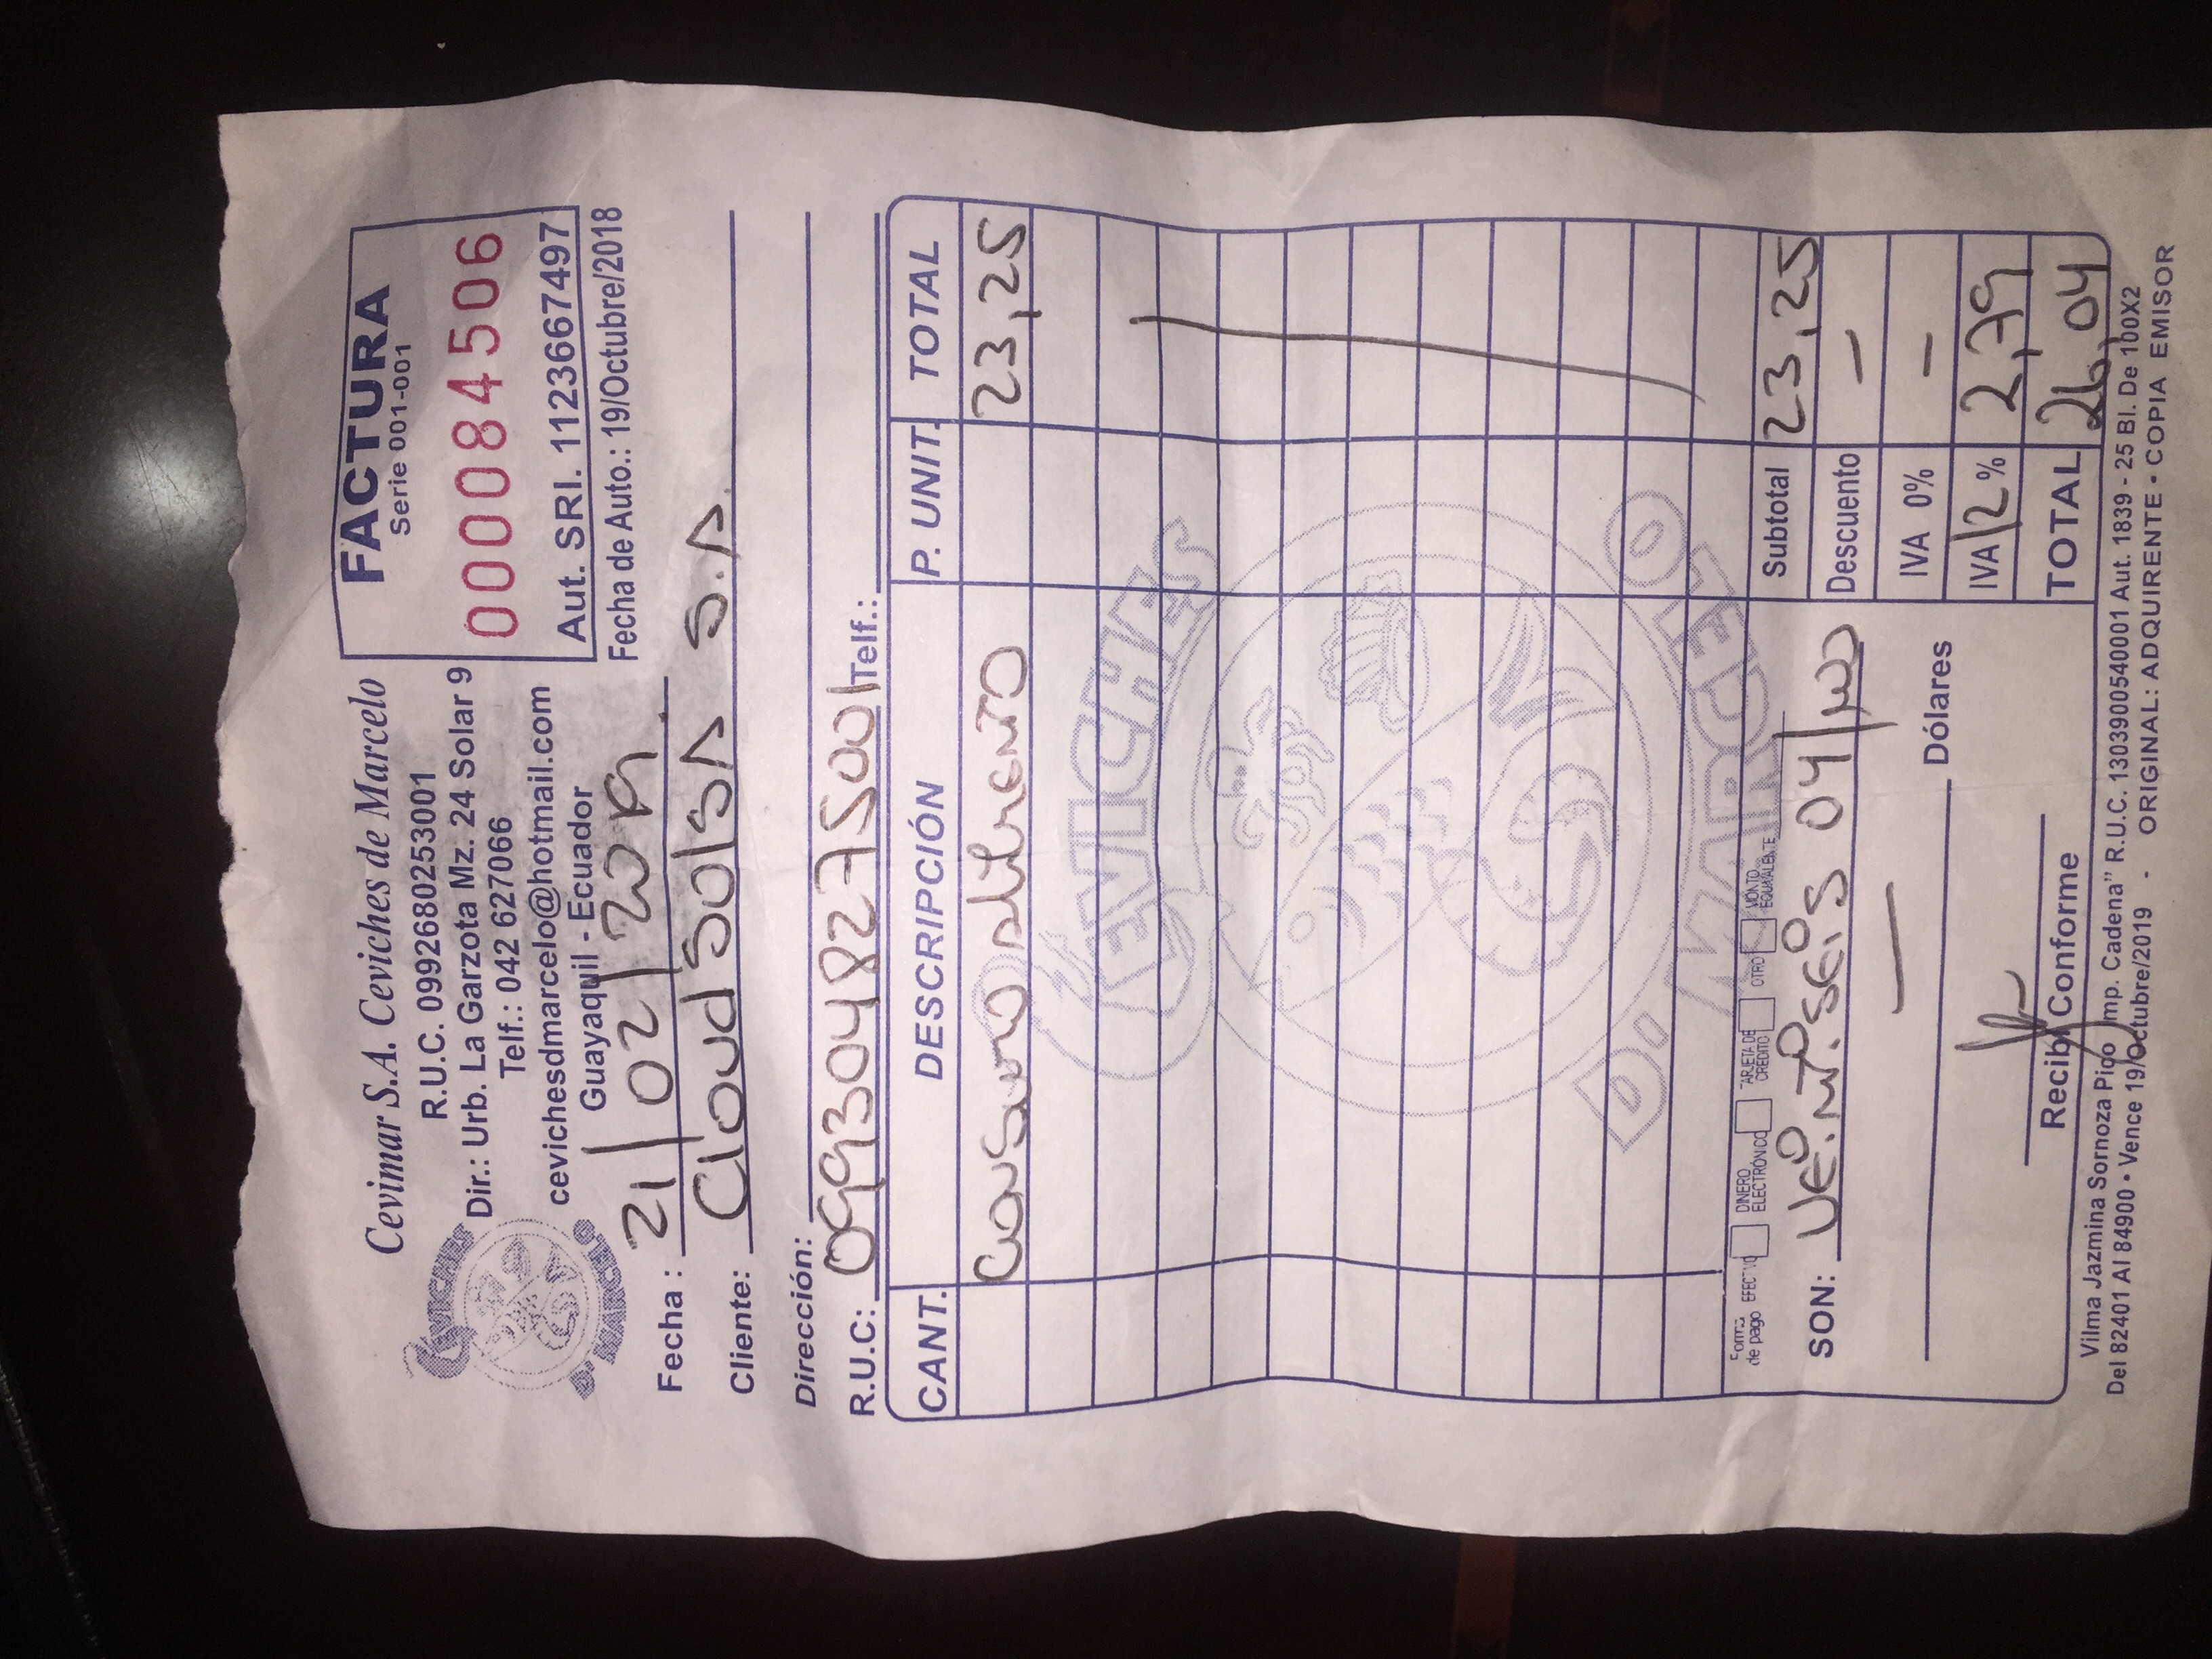 Cevimar S.A. Ceviches de Marcelo
R.U.C. 0992680253001
Dir.: Urb. La Garzota Mz. 24 Solar 9
Telf.: 042 627066
cevichesdmarcelo@hotmail.com
Guayaquil - Ecuador
CEVICHES
D' MARCELO
FACTURA
Serie 001-001
000084506
Aut. SRI. 1123667497
Fecha de Auto.: 19/Octubre/2018
Fecha : 21/02/2019.
Cliente: CloudSolSA S.A.
Dirección:
R.U.C: 0993048275001 Telf.:
CANT. DESCRIPCIÓN P. UNIT. TOTAL
Consumo alimento 23,25
CEVICHES
D' MARCELO
Forma de pago EFECTIVO DINERO ELECTRÓNICO TARJETA DE CRÉDITO OTRO MONTO EQUIVALENTE
Subtotal 23,25
SON: VEiNTiSEiS 04/100
Descuento —
IVA 0% —
Dólares
IVA 12 % 2,79
Recibí Conforme
TOTAL 26,04
Vilma Jazmina Sornoza Pico Imp. Cadena" R.U.C. 1303900540001 Aut. 1839 - 25 Bl. De 100X2
Del 82401 Al 84900 • Vence 19/Octubre/2019 - ORIGINAL: ADQUIRENTE • COPIA EMISOR